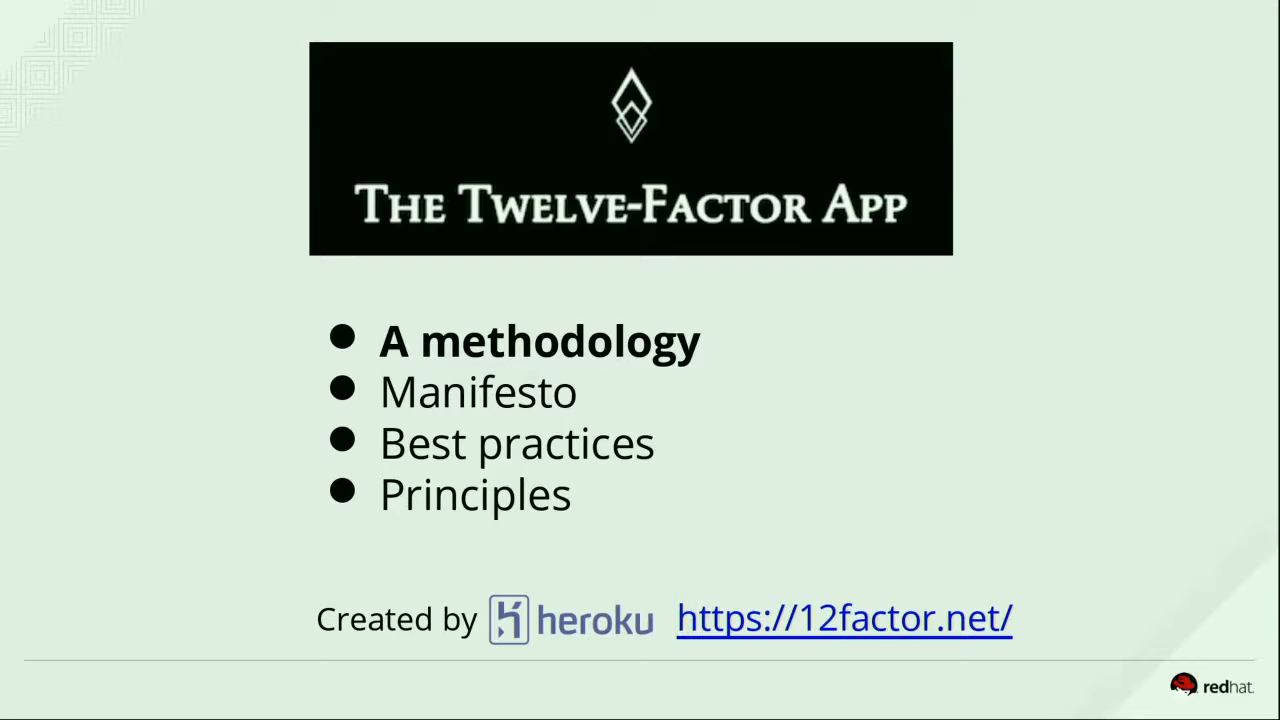 The Twelve-Factor App
● A methodology
● Manifesto
● Best practices
● Principles
Created by heroku https://12factor.net/
redhat.